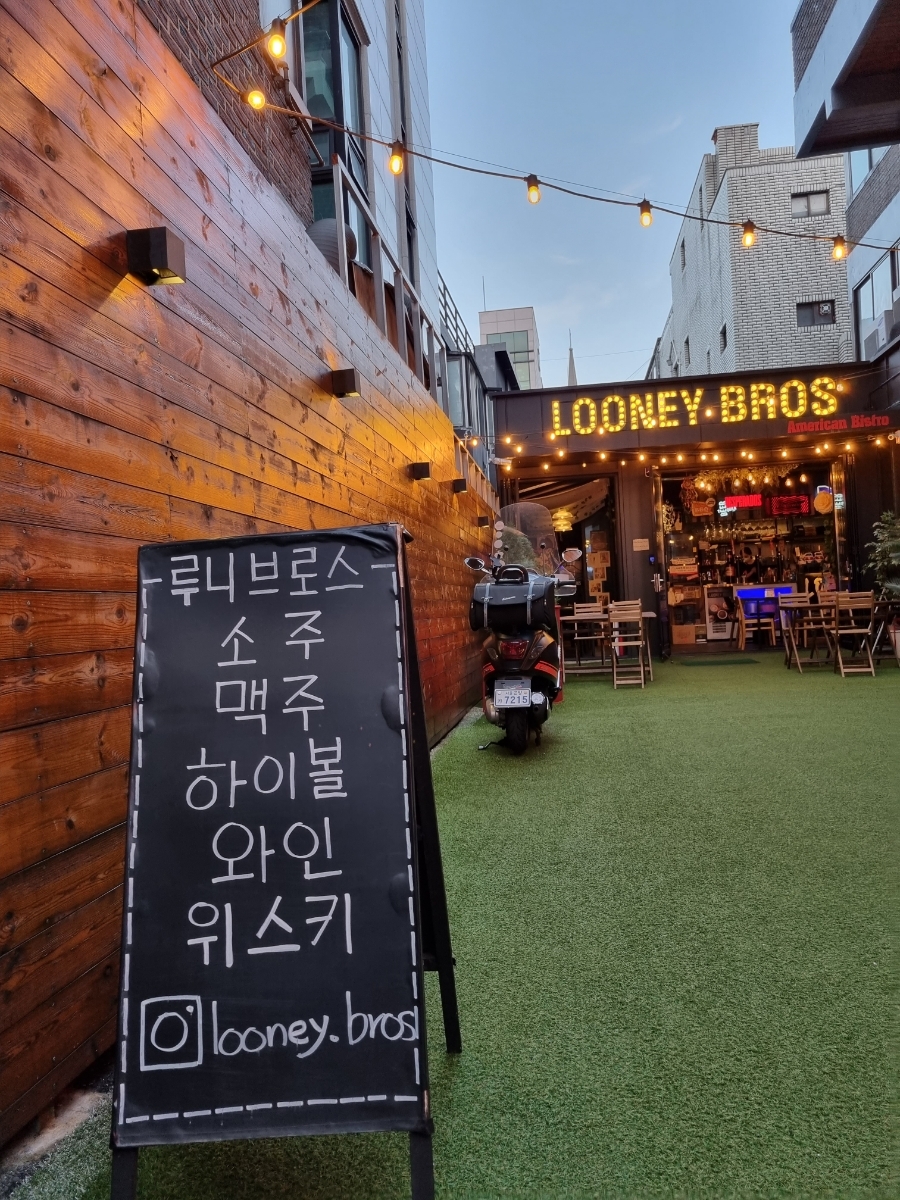 LOONEY BROS
American Bistro
7215
루니브로스
소주
맥주
하이볼
와인
위스키
looney.bros